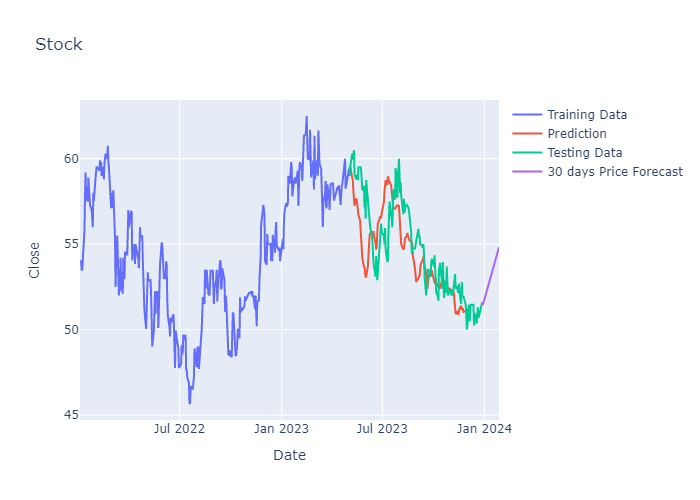 Stock
Training Data
Prediction
Testing Data
30 days Price Forecast
60
55
50
45
Close
Jul 2022
Jan 2023
Jul 2023
Jan 2024
Date